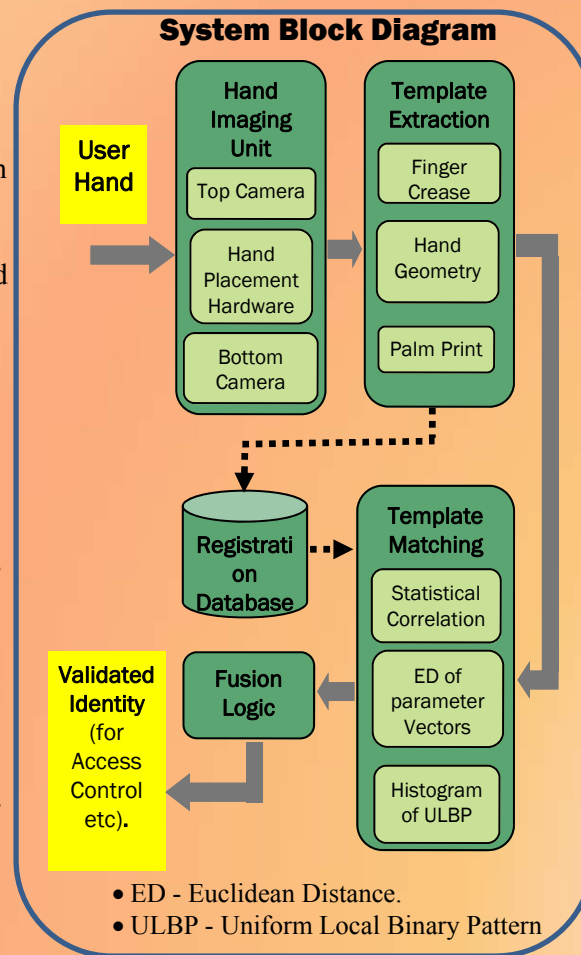 System Block Diagram
Hand
Imaging
Unit
Top Camera
Hand
Placement
Hardware
Bottom
Camera
Template
Extraction
Finger
Crease
Hand
Geometry
Palm Print
User
Hand
Registrati
on
Database
Template
Matching
Statistical
Correlation
ED of
parameter
Vectors
Histogram
of ULBP
Fusion
Logic
Validated
Identity
(for
Access
Control
etc).
• ED - Euclidean Distance.
• ULBP - Uniform Local Binary Pattern